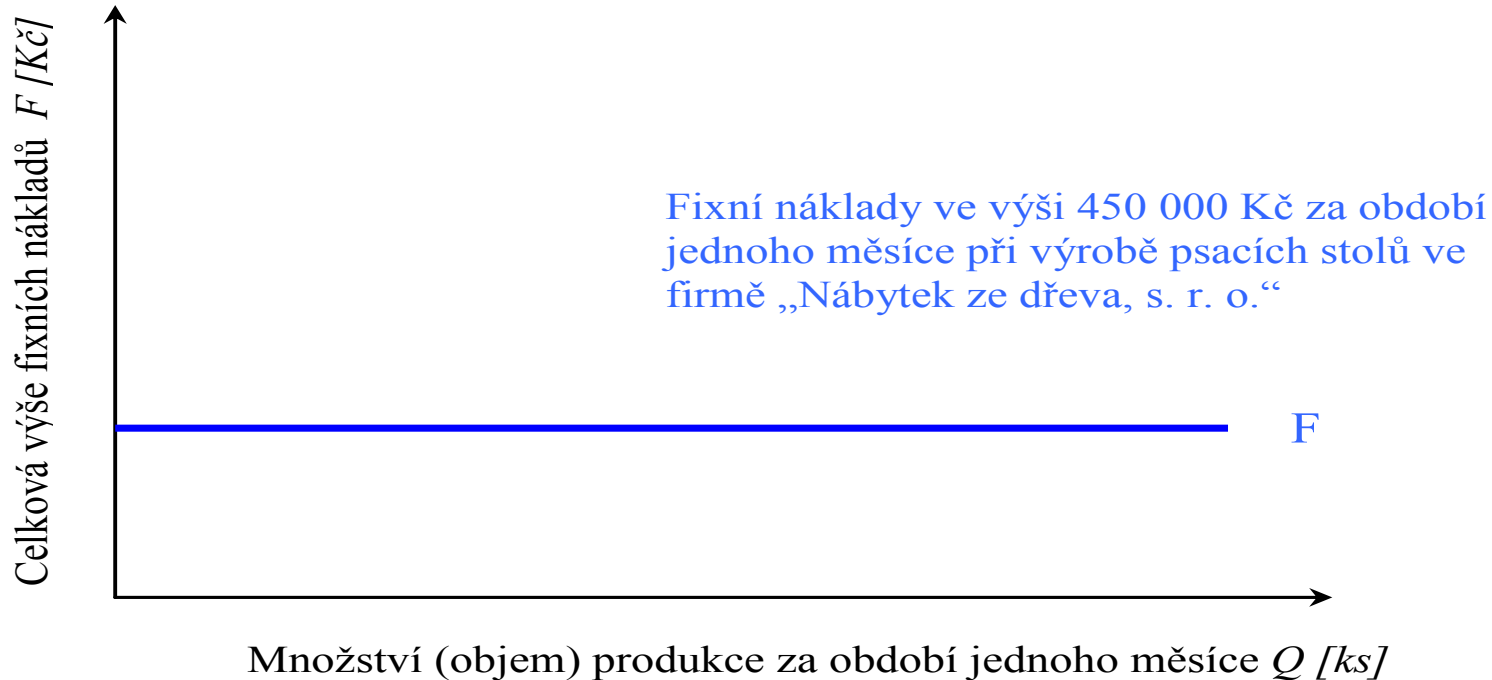 Celková výše fixních nákladů F [Kč]
Fixní náklady ve výši 450 000 Kč za období
jednoho měsíce při výrobě psacích stolů ve
firmě „Nábytek ze dřeva, s. r. o.“
F
Množství (objem) produkce za období jednoho měsíce Q [ks]